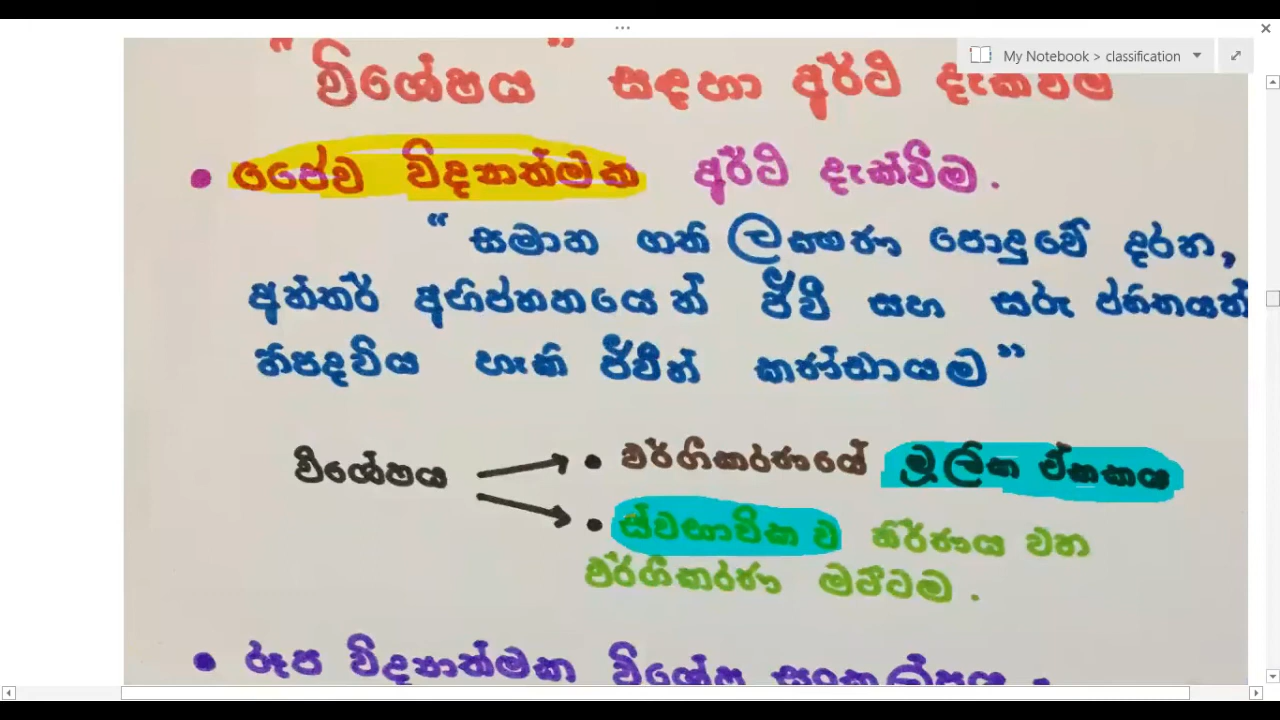 My Notebook > classification
"විශේෂය" සඳහා අර්ථ දැක්වීම
• ජෛව විද්‍යාත්මක අර්ථ දැක්වීම.
"සමාන ගති ලක්ෂණ පොදුවේ දරන,
අන්තර් අභිජනනයෙන් ජීවී සහ සරු ජනිතයන්
නිපදවිය හැකි ජීවීන් කණ්ඩායම"
විශේෂය → • වර්ගීකරණයේ මූලික ඒකකය
• ස්වභාවික ව නිර්ණය වන
වර්ගීකරණ මට්ටම.
• රූප විද්‍යාත්මක විශේෂ සංකල්පය.